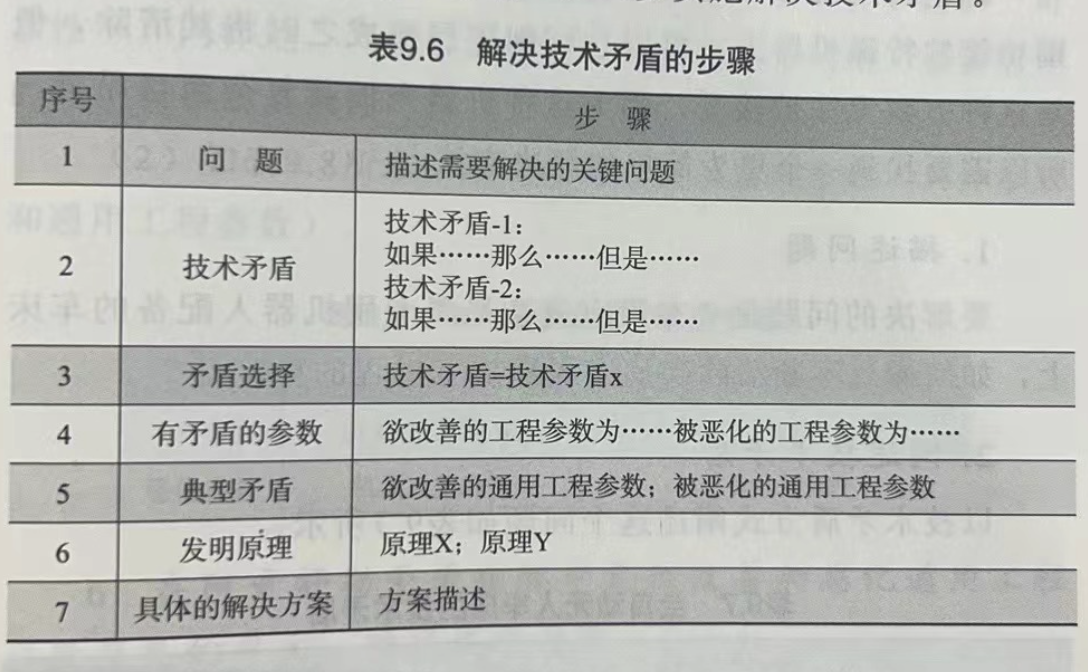 解决技术矛盾。
表9.6 解决技术矛盾的步骤
序号 步 骤
1 问 题 描述需要解决的关键问题
2 技术矛盾 技术矛盾-1:
如果……那么……但是……
技术矛盾-2:
如果……那么……但是……
3 矛盾选择 技术矛盾=技术矛盾x
4 有矛盾的参数 欲改善的工程参数为……被恶化的工程参数为……
5 典型矛盾 欲改善的通用工程参数；被恶化的通用工程参数
6 发明原理 原理X；原理Y
7 具体的解决方案 方案描述